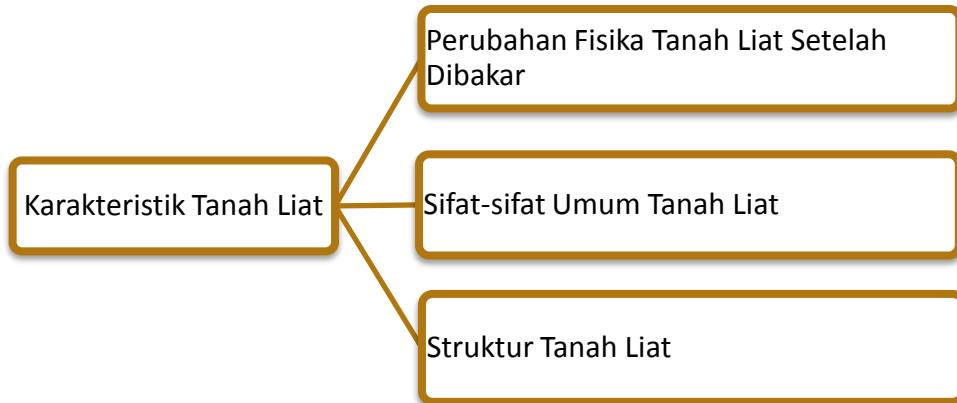 Karakteristik Tanah Liat
Perubahan Fisika Tanah Liat Setelah
Dibakar
Sifat-sifat Umum Tanah Liat
Struktur Tanah Liat